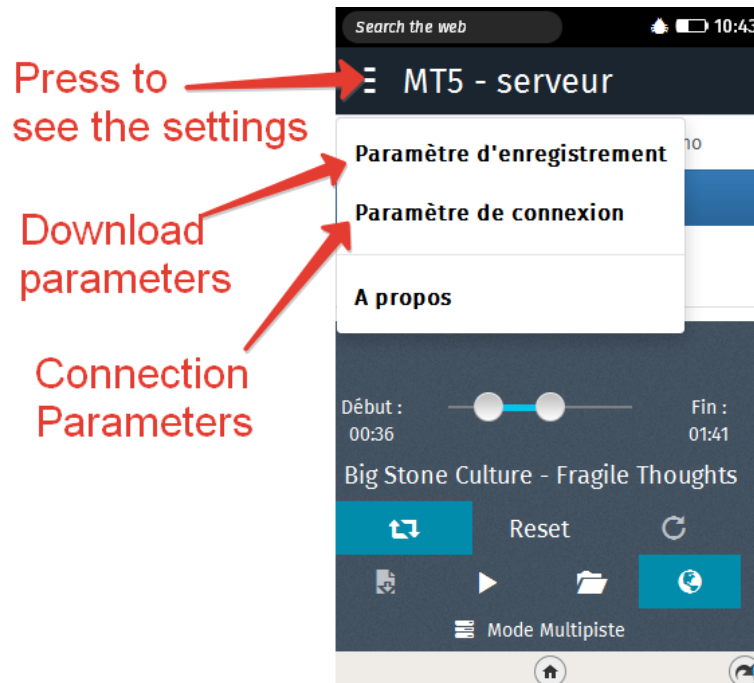 Search the web
10:43
Press to
see the settings
MT5 - serveur
Paramètre d'enregistrement
Paramètre de connexion
A propos
Download
parameters
Connection
Parameters
Début :
00:36
Fin :
01:41
Big Stone Culture - Fragile Thoughts
Reset
Mode Multipiste